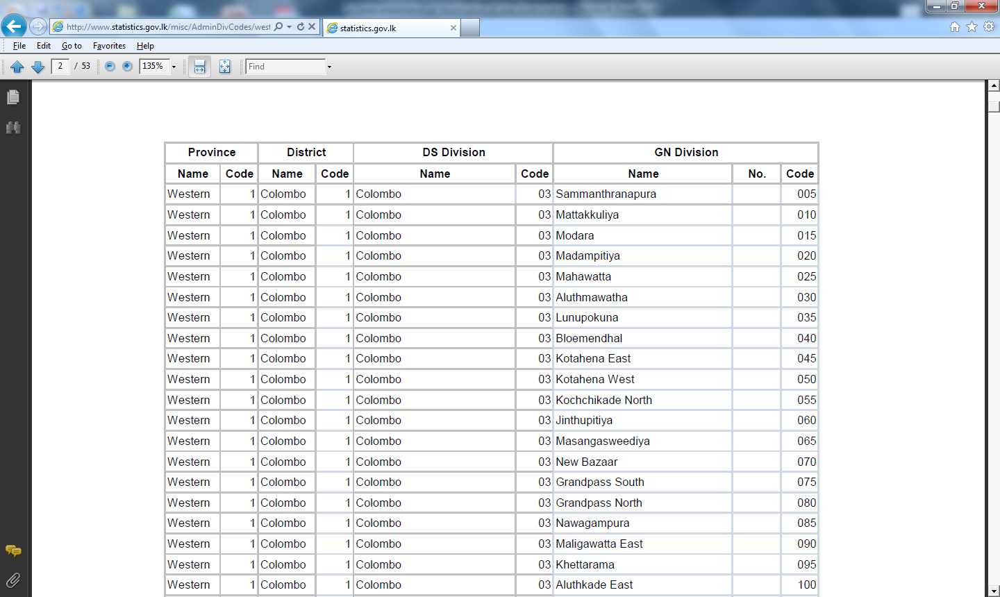 http://www.statistics.gov.lk/misc/AdminDivCodes/west
statistics.gov.lk
File Edit Go to Favorites Help
2 / 53 135% Find
Province District DS Division GN Division
Name Code Name Code Name Code Name No. Code
Western 1 Colombo 1 Colombo 03 Sammanthranapura 005
Western 1 Colombo 1 Colombo 03 Mattakkuliya 010
Western 1 Colombo 1 Colombo 03 Modara 015
Western 1 Colombo 1 Colombo 03 Madampitiya 020
Western 1 Colombo 1 Colombo 03 Mahawatta 025
Western 1 Colombo 1 Colombo 03 Aluthmawatha 030
Western 1 Colombo 1 Colombo 03 Lunupokuna 035
Western 1 Colombo 1 Colombo 03 Bloemendhal 040
Western 1 Colombo 1 Colombo 03 Kotahena East 045
Western 1 Colombo 1 Colombo 03 Kotahena West 050
Western 1 Colombo 1 Colombo 03 Kochchikade North 055
Western 1 Colombo 1 Colombo 03 Jinthupitiya 060
Western 1 Colombo 1 Colombo 03 Masangasweediya 065
Western 1 Colombo 1 Colombo 03 New Bazaar 070
Western 1 Colombo 1 Colombo 03 Grandpass South 075
Western 1 Colombo 1 Colombo 03 Grandpass North 080
Western 1 Colombo 1 Colombo 03 Nawagampura 085
Western 1 Colombo 1 Colombo 03 Maligawatta East 090
Western 1 Colombo 1 Colombo 03 Khettarama 095
Western 1 Colombo 1 Colombo 03 Aluthkade East 100